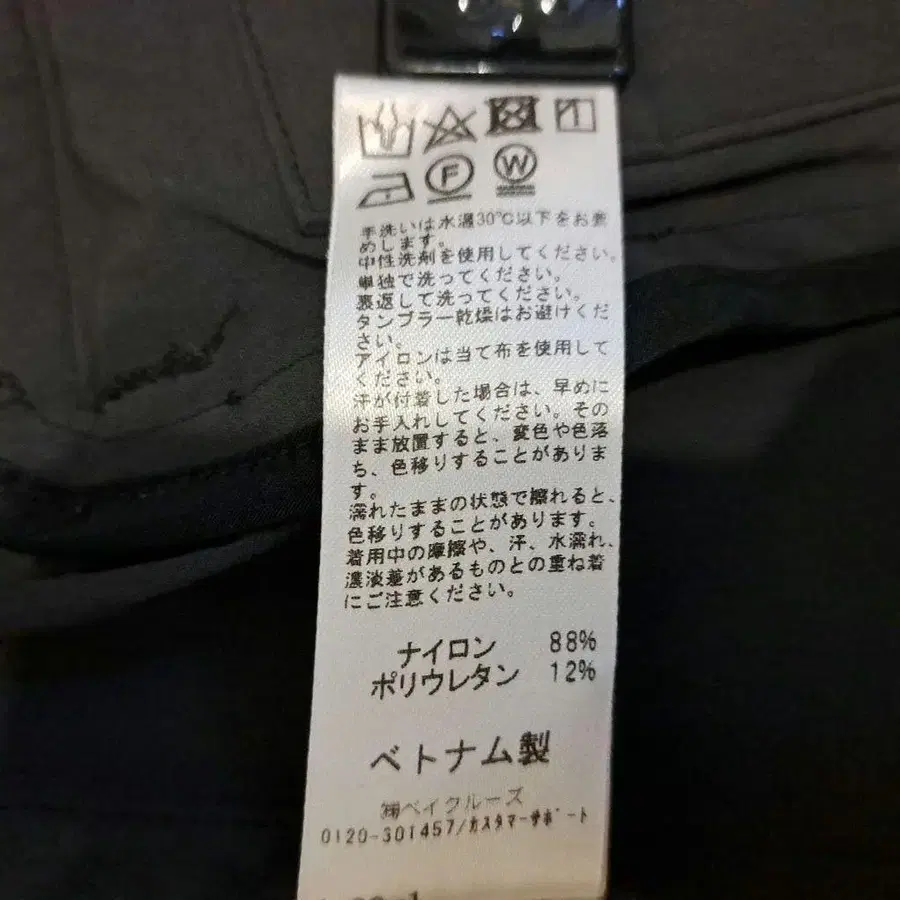 F
W
手洗いは水温30℃以下をお奨
めします。
中性洗剤を使用してください。
単独で洗ってください。
裏返して洗ってください。
タンブラー乾燥はお避けくだ
さい。
アイロンは当て布を使用して
ください。
汗が付着した場合は、早めに
お手入れしてください。その
まま放置すると、変色や色落
ち、色移りすることがありま
す。
濡れたままの状態で擦れると、
色移りすることがあります。
着用中の摩擦や、汗、水濡れ、
濃淡差があるものとの重ね着
にご注意ください。
ナイロン 88%
ポリウレタン 12%
ベトナム製
㈱ベイクルーズ
0120-301457/ｶｽﾀﾏｰｻﾎﾟｰﾄ